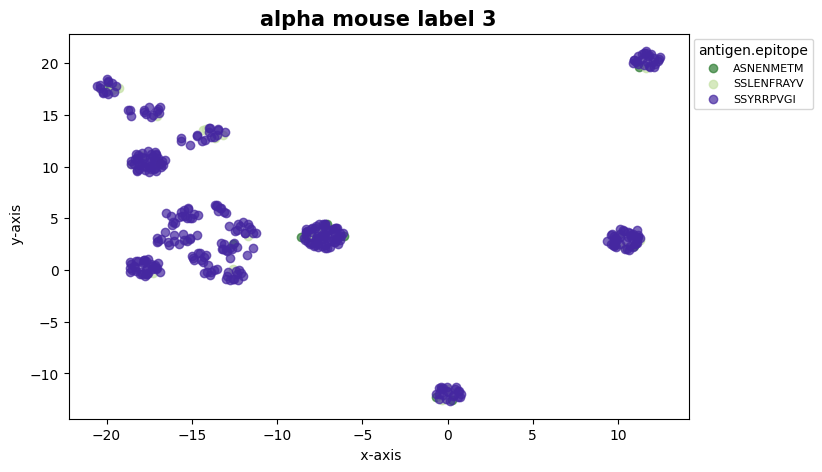 alpha mouse label 3
antigen.epitope
ASNENMETM
SSLENFRAYV
SSYRRPVGI
y-axis
20
15
10
5
0
−5
−10
−20 −15 −10 −5 0 5 10
x-axis